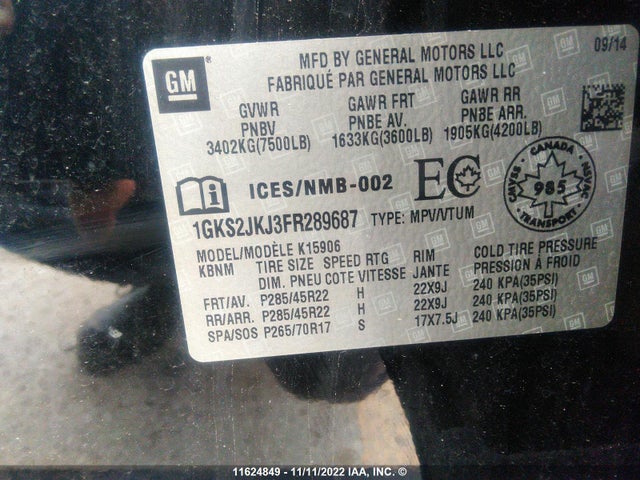 GM
MFD BY GENERAL MOTORS LLC
FABRIQUÉ PAR GENERAL MOTORS LLC
09/14
GVWR GAWR FRT GAWR RR
PNBV PNBE AV. PNBE ARR.
3402KG(7500LB) 1633KG(3600LB) 1905KG(4200LB)
ICES/NMB-002 EC
CANADA
985
TRANSPORT
1GKS2JKJ3FR289687 TYPE: MPV/VTUM
MODEL/MODÈLE K15906
KBNM TIRE SIZE SPEED RTG RIM COLD TIRE PRESSURE
DIM. PNEU COTE VITESSE JANTE PRESSION À FROID
FRT/AV. P285/45R22 H 22X9J 240 KPA(35PSI)
RR/ARR. P285/45R22 H 22X9J 240 KPA(35PSI)
SPA/SOS P265/70R17 S 17X7.5J 240 KPA(35PSI)
11624849 - 11/11/2022 IAA, INC. ©